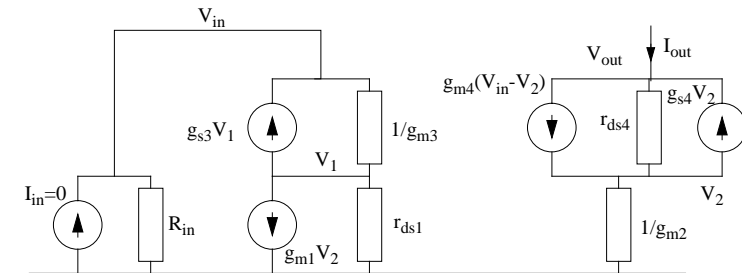 V_in
V_out
I_out
g_m4(V_in-V_2)
g_s4V_2
r_ds4
g_s3V_1
1/g_m3
V_1
V_2
I_in=0
R_in
g_m1V_2
r_ds1
1/g_m2